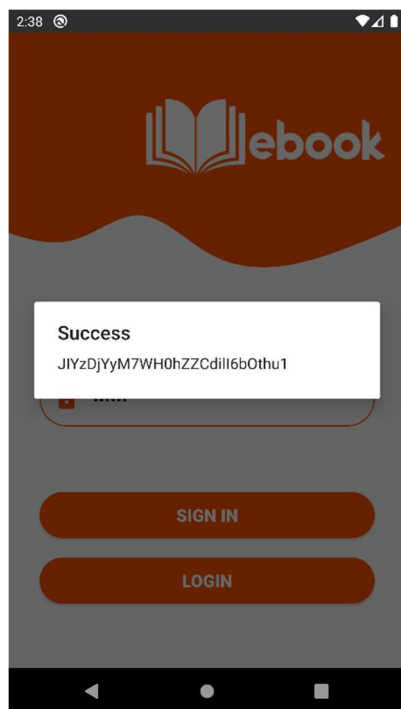 2:38
ebook
Success
JIYzDjYyM7WH0hZZCdilI6bOthu1
SIGN IN
LOGIN